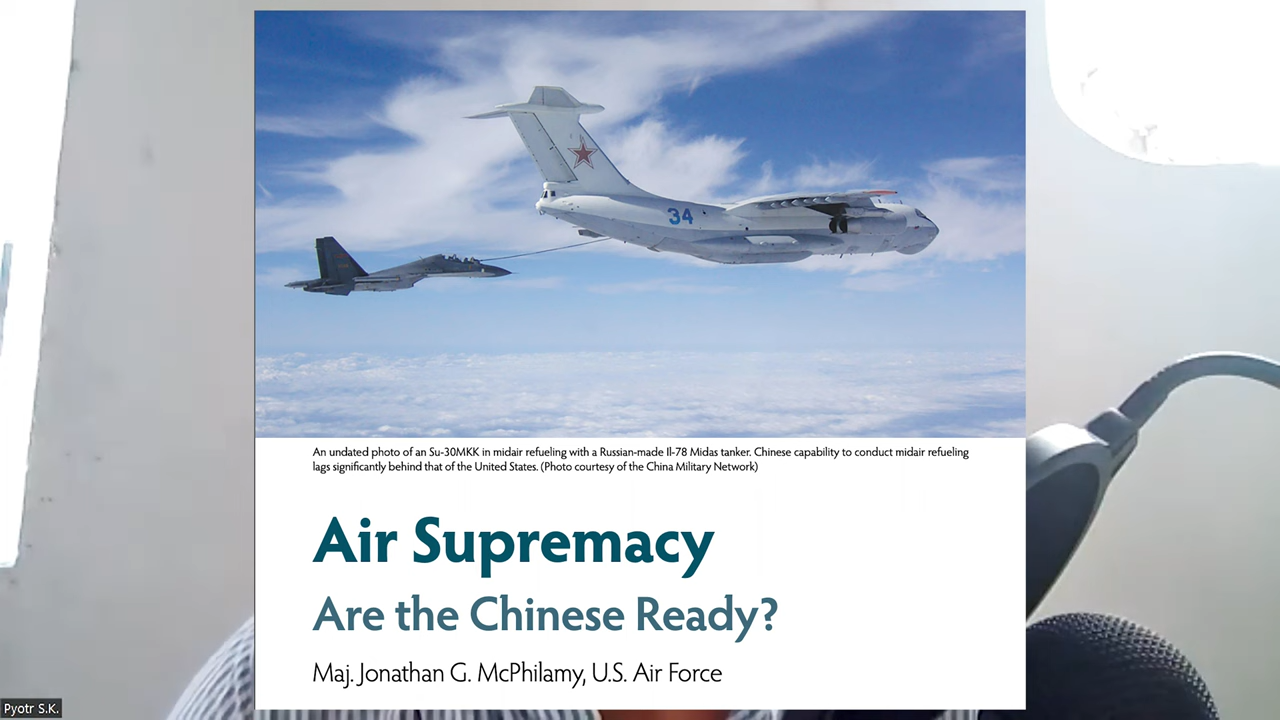 34
An undated photo of an Su-30MKK in midair refueling with a Russian-made Il-78 Midas tanker. Chinese capability to conduct midair refueling
lags significantly behind that of the United States. (Photo courtesy of the China Military Network)
Air Supremacy
Are the Chinese Ready?
Maj. Jonathan G. McPhilamy, U.S. Air Force
Pyotr S.K.